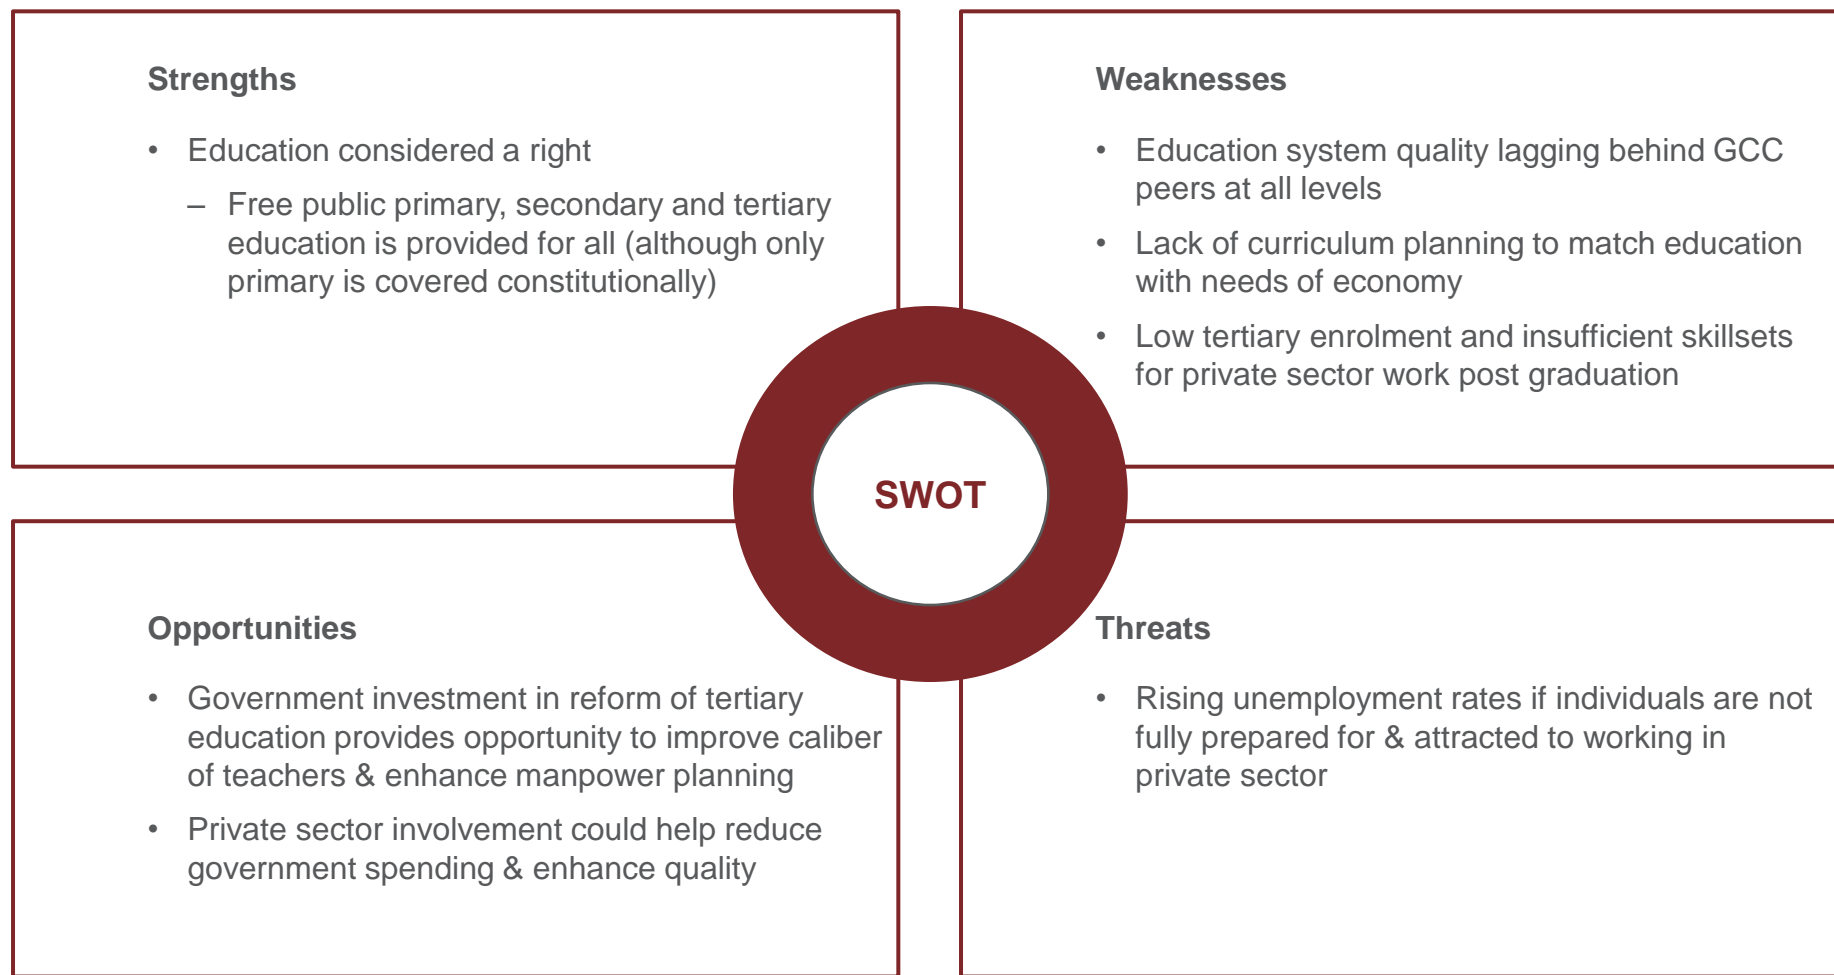 Strengths
• Education considered a right
– Free public primary, secondary and tertiary
education is provided for all (although only
primary is covered constitutionally)
Weaknesses
• Education system quality lagging behind GCC
peers at all levels
• Lack of curriculum planning to match education
with needs of economy
• Low tertiary enrolment and insufficient skillsets
for private sector work post graduation
SWOT
Opportunities
• Government investment in reform of tertiary
education provides opportunity to improve caliber
of teachers & enhance manpower planning
• Private sector involvement could help reduce
government spending & enhance quality
Threats
• Rising unemployment rates if individuals are not
fully prepared for & attracted to working in
private sector